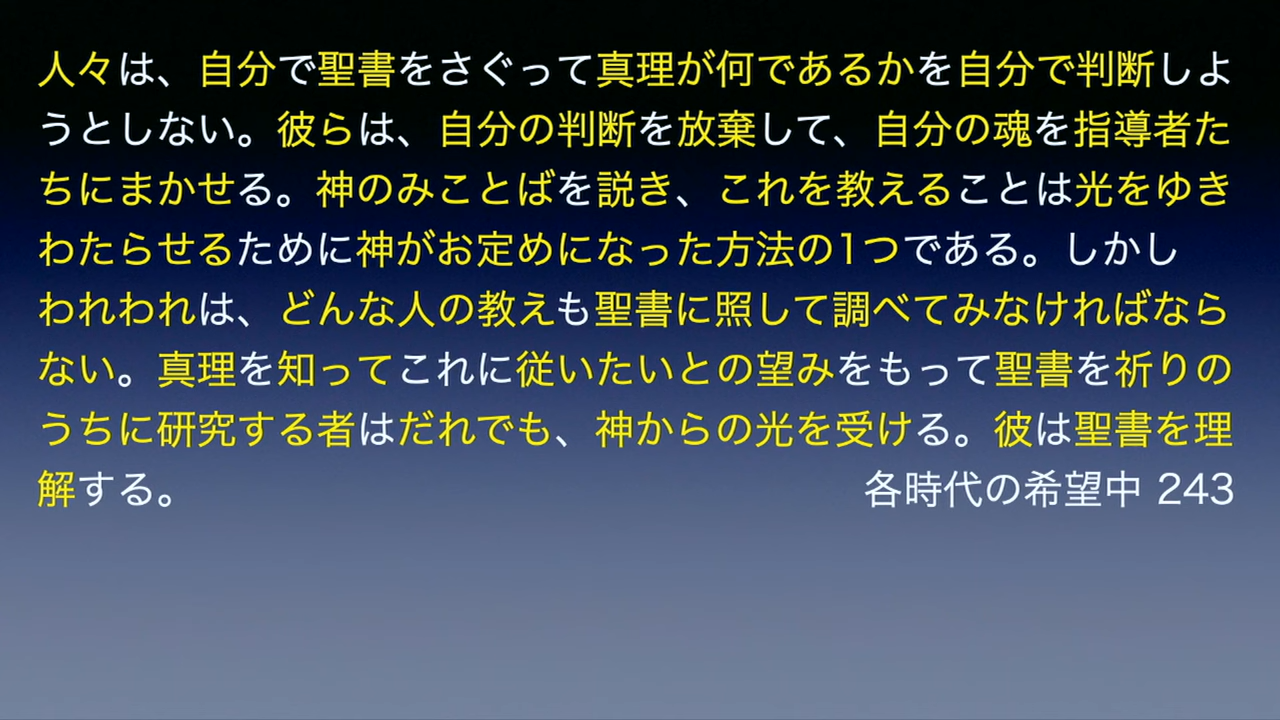 人々は、自分で聖書をさぐって真理が何であるかを自分で判断しよ
うとしない。彼らは、自分の判断を放棄して、自分の魂を指導者た
ちにまかせる。神のみことばを説き、これを教えることは光をゆき
わたらせるために神がお定めになった方法の1つである。しかし
われわれは、どんな人の教えも聖書に照して調べてみなければなら
ない。真理を知ってこれに従いたいとの望みをもって聖書を祈りの
うちに研究する者はだれでも、神からの光を受ける。彼は聖書を理
解する。 各時代の希望中 243